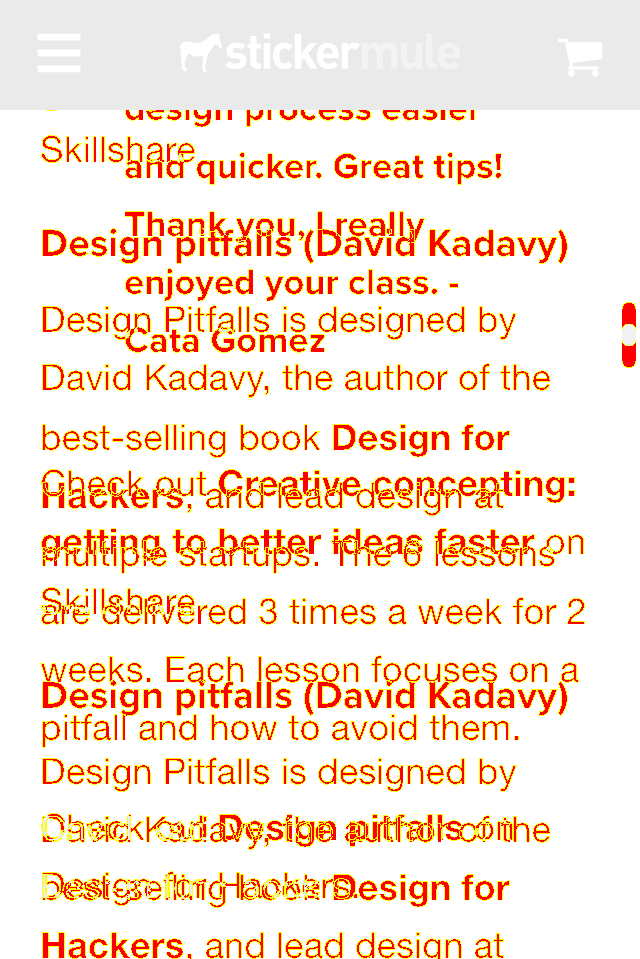 stickermule
design process easier
Skillshare
and quicker. Great tips!
Thank you, I really
Design pitfalls (David Kadavy)
enjoyed your class. -
Design Pitfalls is designed by
Cata Gomez
David Kadavy, the author of the
best-selling book Design for
Check out Creative concepting:
Hackers, and lead design at
getting to better ideas faster on
multiple startups. The 6 lessons
Skillshare
are delivered 3 times a week for 2
weeks. Each lesson focuses on a
Design pitfalls (David Kadavy)
pitfall and how to avoid them.
Design Pitfalls is designed by
Check out Design pitfalls on
David Kadavy, the author of the
Design for Hackers.
best-selling book Design for
Hackers, and lead design at